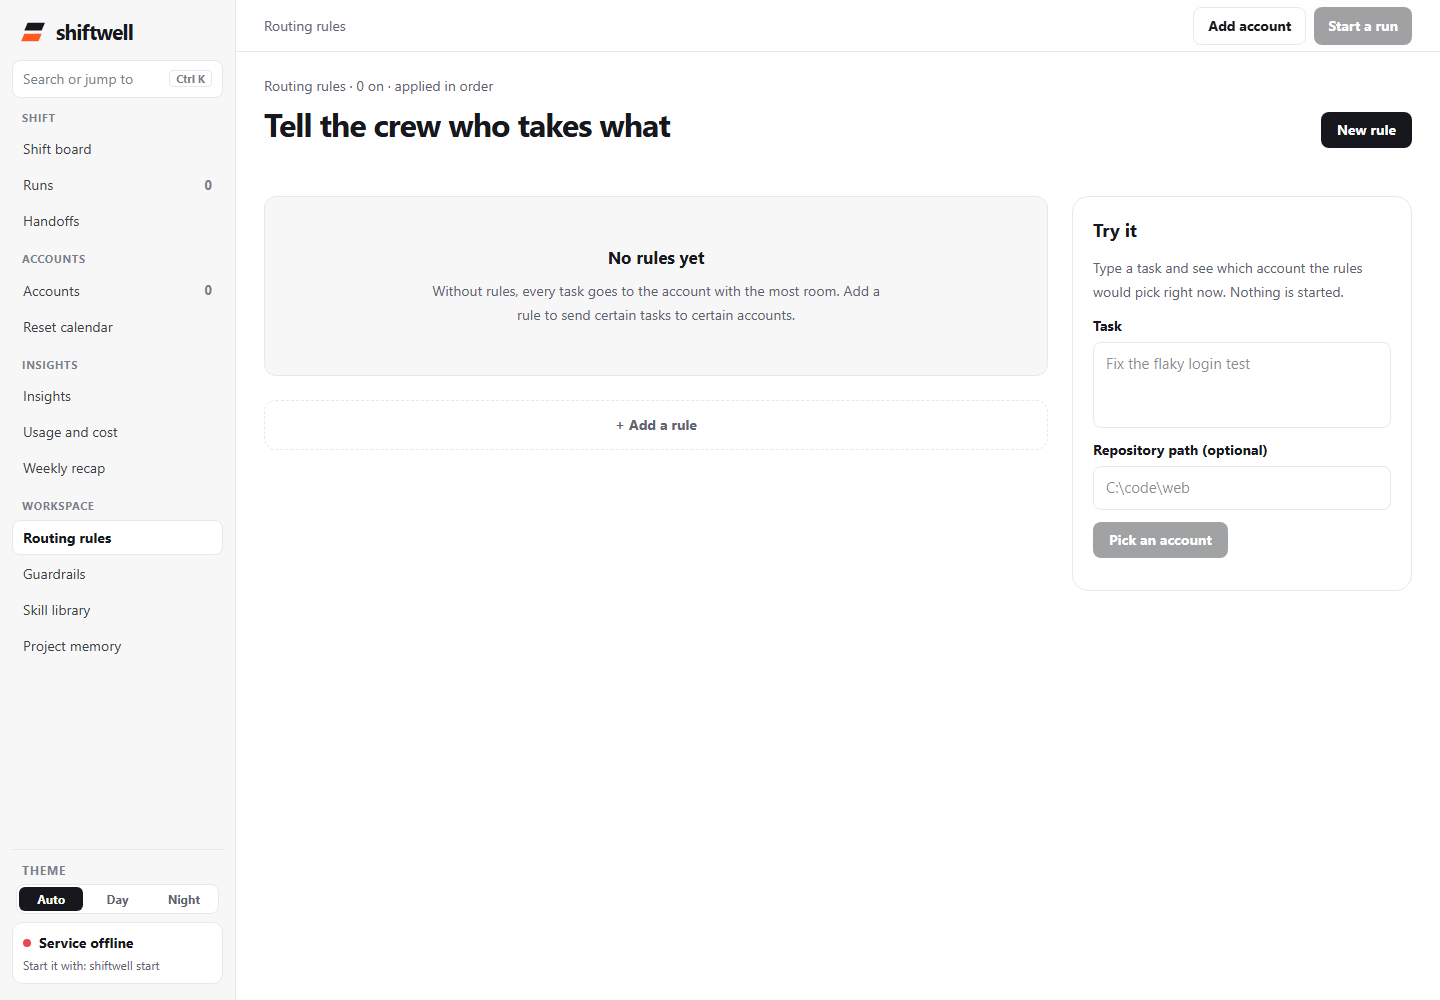 shiftwell
Search or jump to
Ctrl K
SHIFT
Shift board
Runs 0
Handoffs
ACCOUNTS
Accounts 0
Reset calendar
INSIGHTS
Insights
Usage and cost
Weekly recap
WORKSPACE
Routing rules
Guardrails
Skill library
Project memory
THEME
Auto Day Night
Service offline
Start it with: shiftwell start
Routing rules
Add account
Start a run
Routing rules · 0 on · applied in order
Tell the crew who takes what
New rule
No rules yet
Without rules, every task goes to the account with the most room. Add a
rule to send certain tasks to certain accounts.
+ Add a rule
Try it
Type a task and see which account the rules
would pick right now. Nothing is started.
Task
Fix the flaky login test
Repository path (optional)
C:\code\web
Pick an account